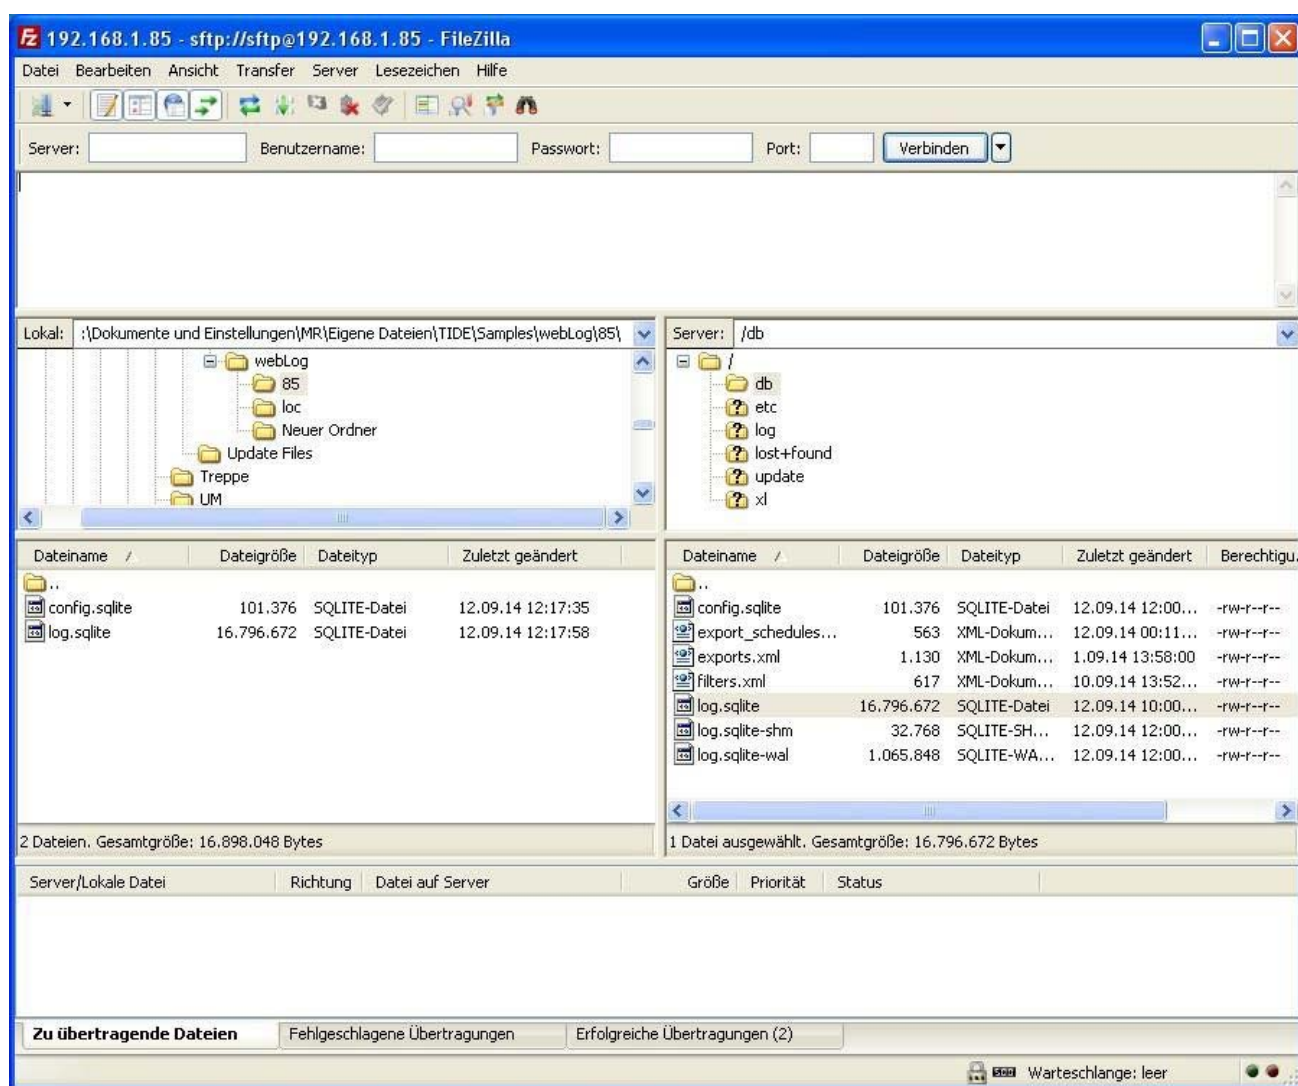 192.168.1.85 - sftp://sftp@192.168.1.85 - FileZilla
Datei Bearbeiten Ansicht Transfer Server Lesezeichen Hilfe
Server: Benutzername: Passwort: Port: Verbinden
Lokal: :\Dokumente und Einstellungen\MR\Eigene Dateien\TIDE\Samples\webLog\85\
webLog
85
loc
Neuer Ordner
Update Files
Treppe
UM
Server: /db
/
db
etc
log
lost+found
update
xl
Dateiname Dateigröße Dateityp Zuletzt geändert
..
config.sqlite 101.376 SQLITE-Datei 12.09.14 12:17:35
log.sqlite 16.796.672 SQLITE-Datei 12.09.14 12:17:58
2 Dateien. Gesamtgröße: 16.898.048 Bytes
Dateiname Dateigröße Dateityp Zuletzt geändert Berechtigu.
..
config.sqlite 101.376 SQLITE-Datei 12.09.14 12:00... -rw-r--r--
export_schedules... 563 XML-Dokum... 12.09.14 00:11... -rw-r--r--
exports.xml 1.130 XML-Dokum... 1.09.14 13:58:00 -rw-r--r--
filters.xml 617 XML-Dokum... 10.09.14 13:52... -rw-r--r--
log.sqlite 16.796.672 SQLITE-Datei 12.09.14 10:00... -rw-r--r--
log.sqlite-shm 32.768 SQLITE-SH... 12.09.14 12:00... -rw-r--r--
log.sqlite-wal 1.065.848 SQLITE-WA... 12.09.14 12:00... -rw-r--r--
1 Datei ausgewählt. Gesamtgröße: 16.796.672 Bytes
Server/Lokale Datei Richtung Datei auf Server Größe Priorität Status
Zu übertragende Dateien Fehlgeschlagene Übertragungen Erfolgreiche Übertragungen (2)
Warteschlange: leer